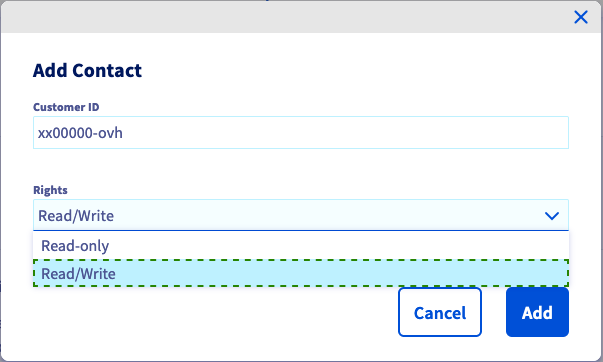 Add Contact
Customer ID
xx00000-ovh
Rights
Read/Write
Read-only
Read/Write
Cancel
Add